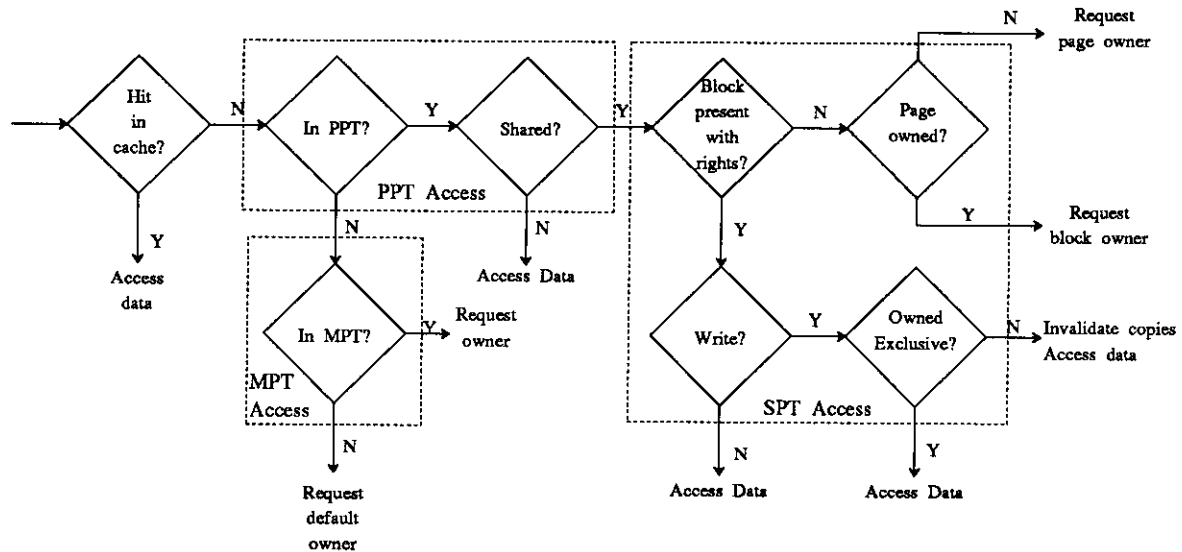 Hit
in
cache?
N
Y
Access
data
In PPT?
Y
N
Shared?
Y
N
Access Data
PPT Access
In MPT?
Y
Request
owner
MPT
Access
N
Request
default
owner
Block
present
with
rights?
N
Y
Page
owned?
N
Request
page owner
Y
Request
block owner
Write?
Y
N
Access Data
Owned
Exclusive?
N
Invalidate copies
Access data
Y
Access Data
SPT Access